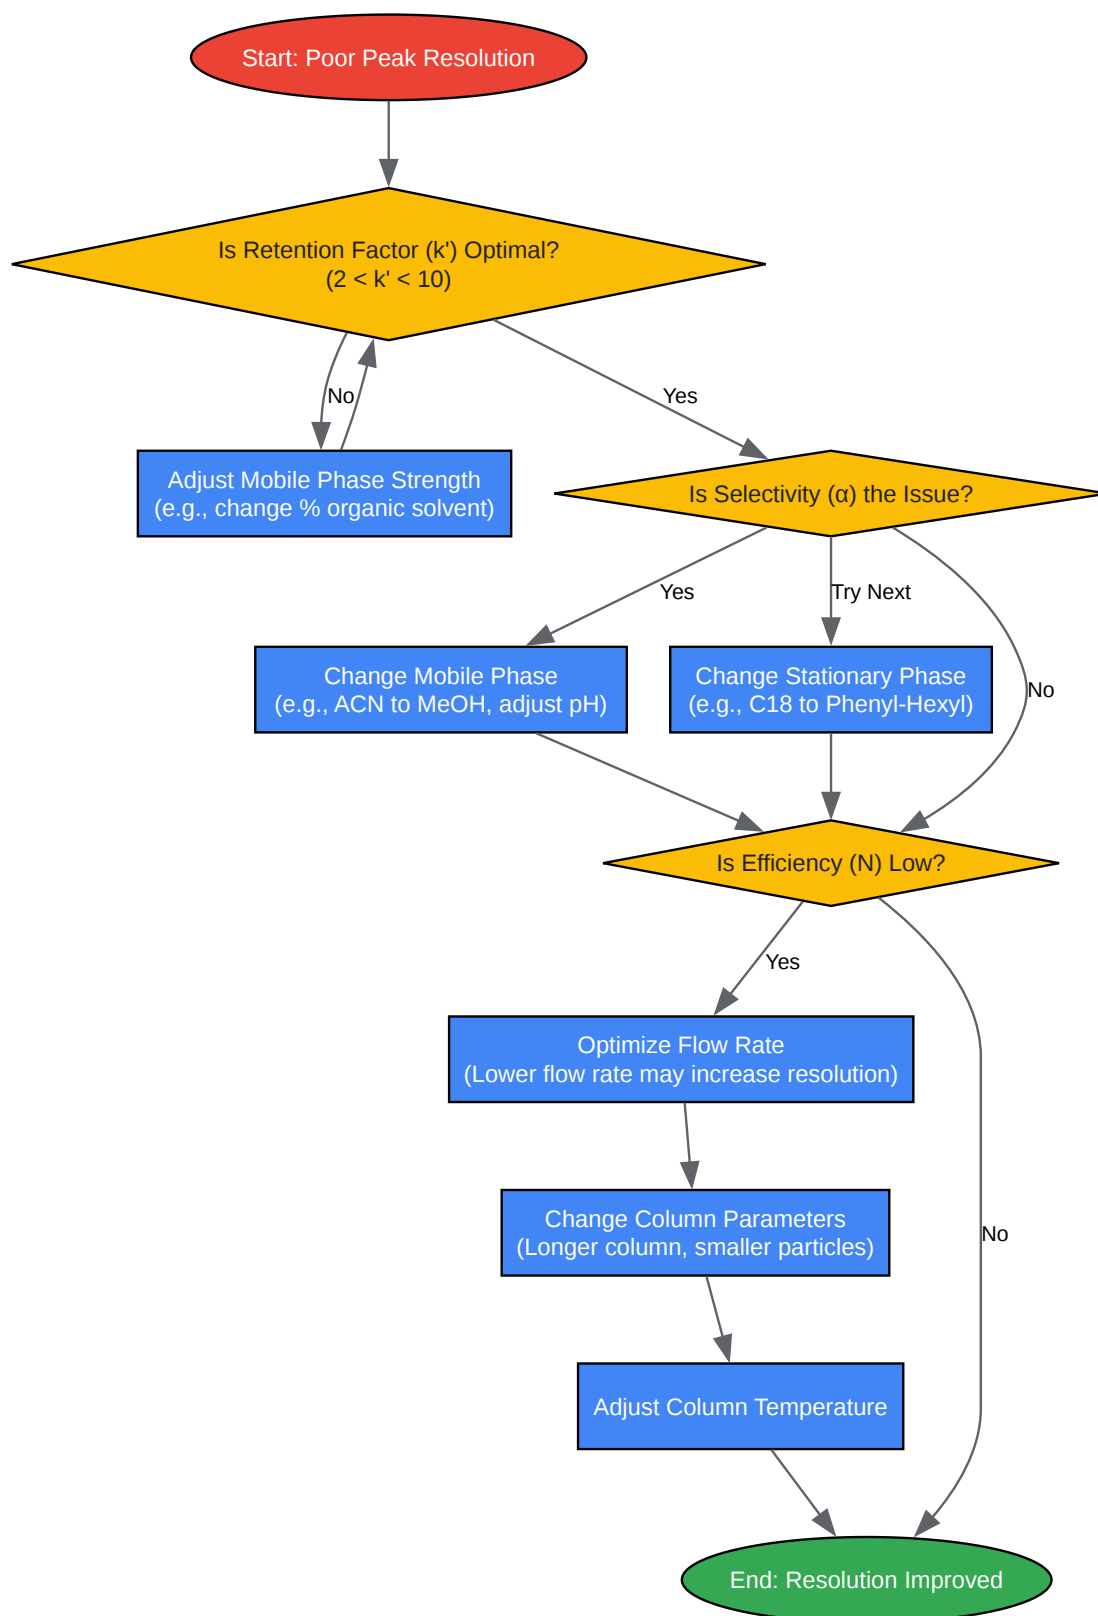 Start: Poor Peak Resolution
Is Retention Factor (k') Optimal?
(2 < k' < 10)
No
Yes
Adjust Mobile Phase Strength
(e.g., change % organic solvent)
Is Selectivity (α) the Issue?
Yes
Try Next
No
Change Mobile Phase
(e.g., ACN to MeOH, adjust pH)
Change Stationary Phase
(e.g., C18 to Phenyl-Hexyl)
Is Efficiency (N) Low?
Yes
No
Optimize Flow Rate
(Lower flow rate may increase resolution)
Change Column Parameters
(Longer column, smaller particles)
Adjust Column Temperature
End: Resolution Improved